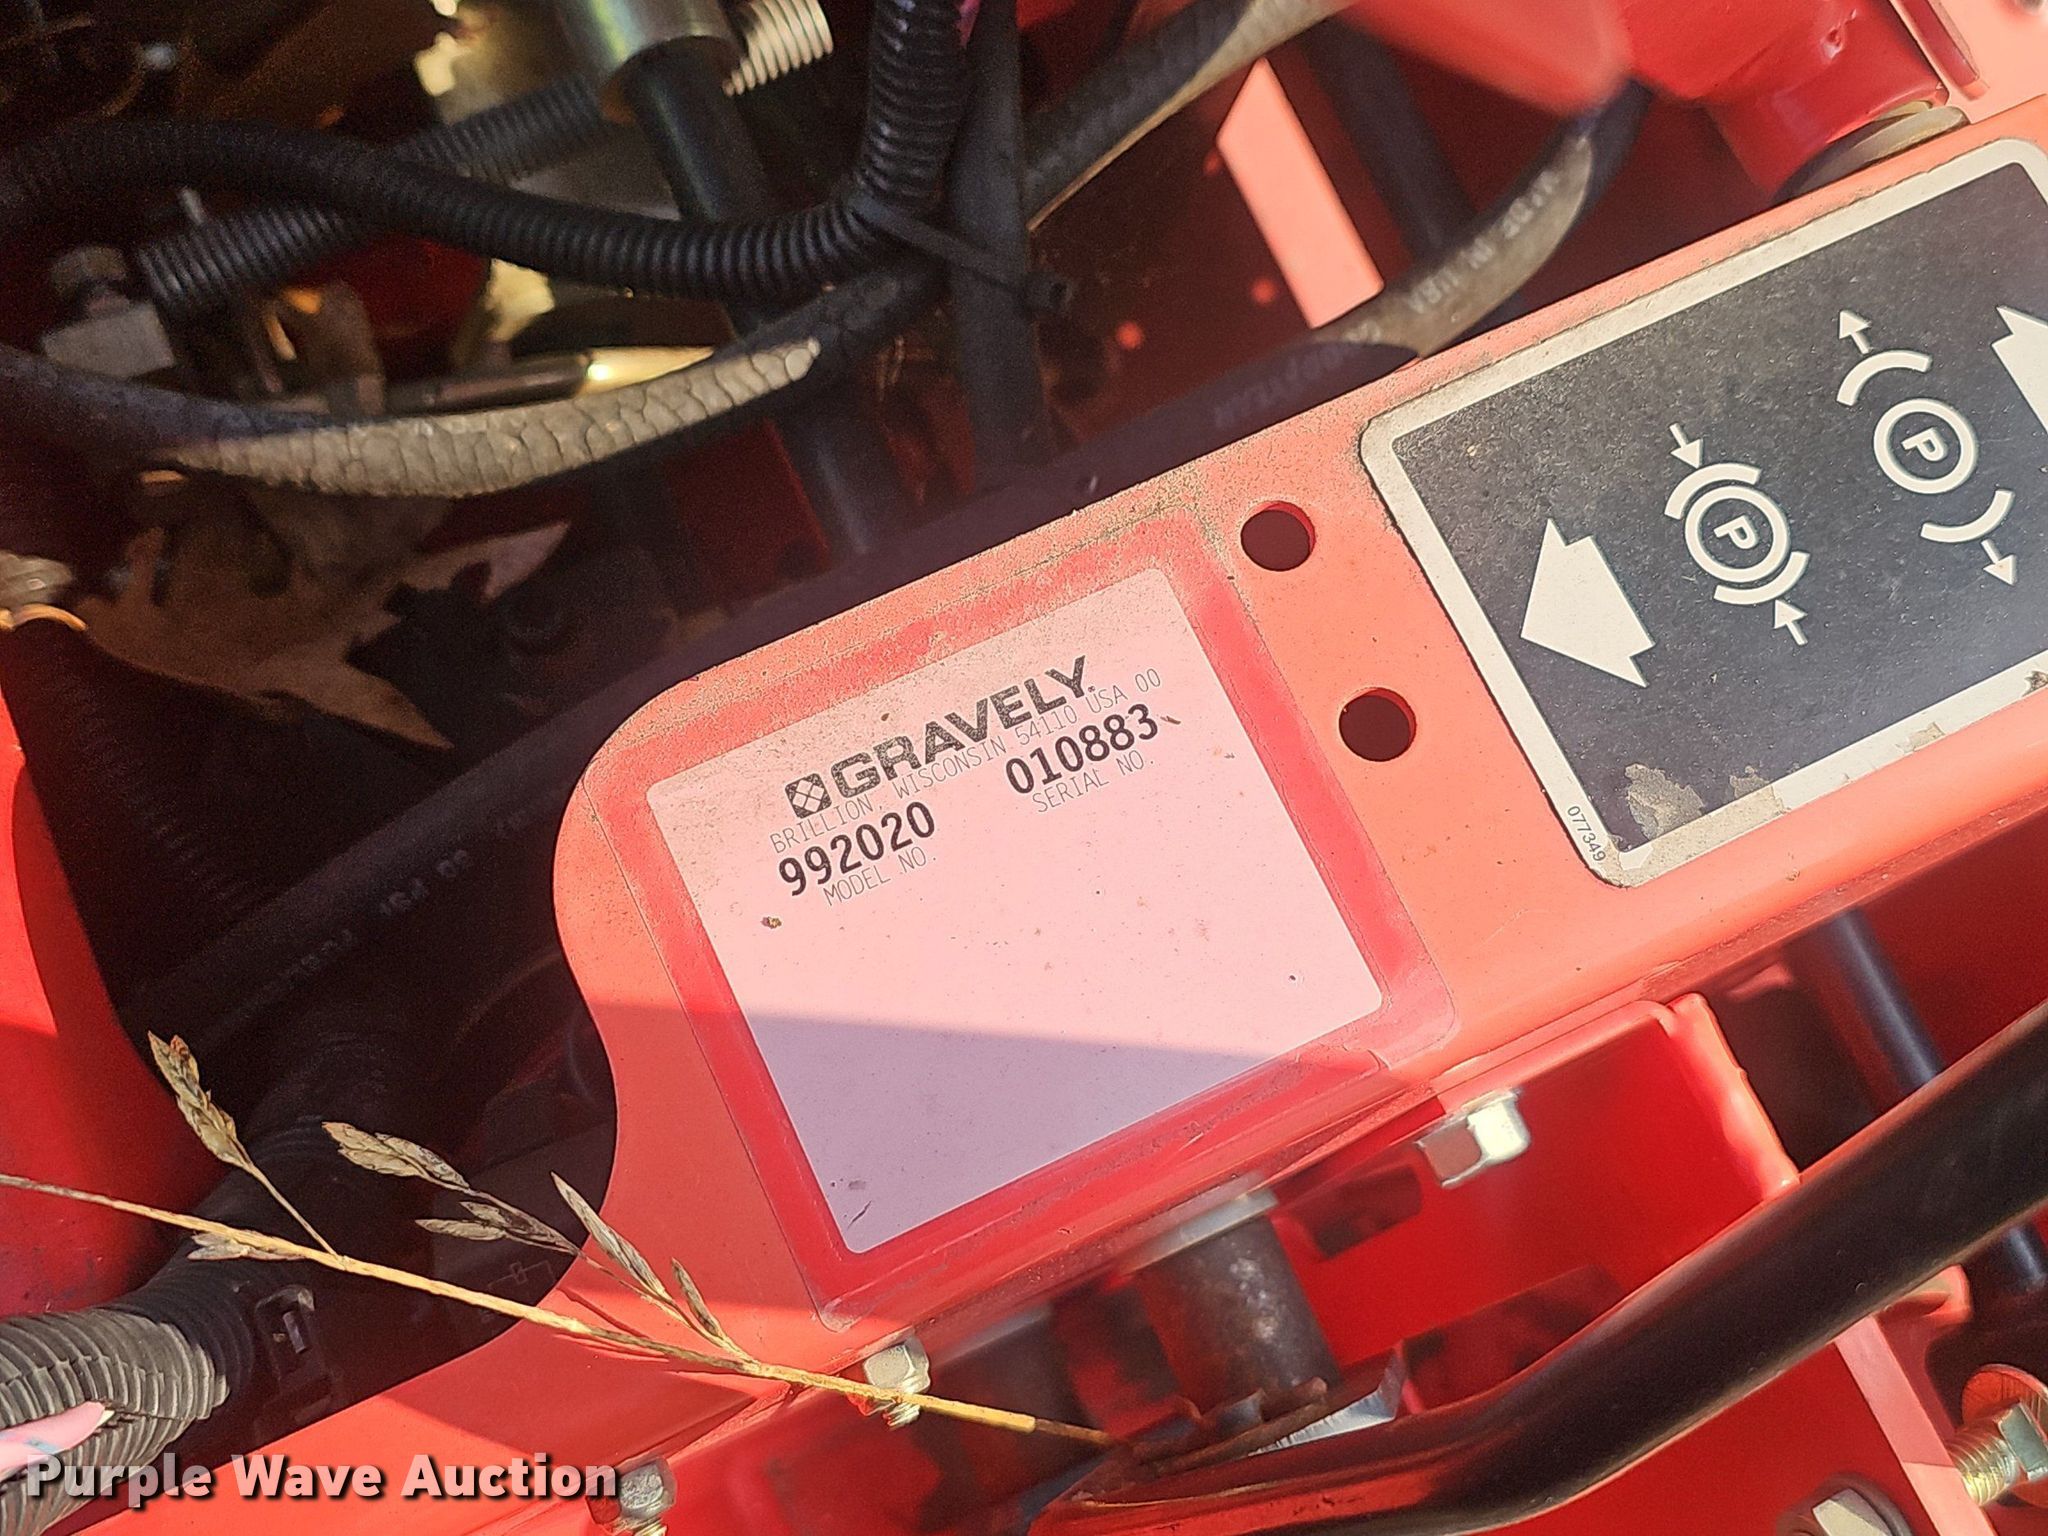 GRAVELY
BRILLION, WISCONSIN 54110 USA 00
992020 010883
MODEL NO. SERIAL NO.
P P
077349
Purple Wave Auction